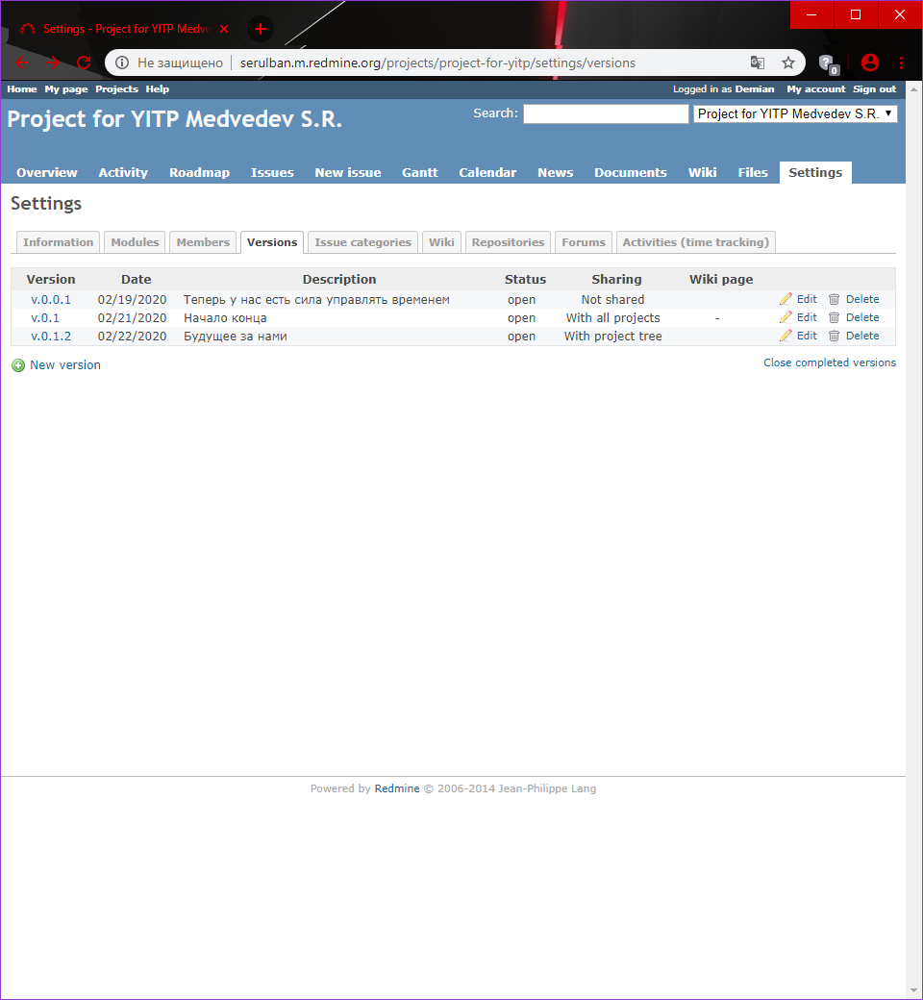 Settings - Project for YITP Medve
Не защищено serulban.m.redmine.org/projects/project-for-yitp/settings/versions
0
Home My page Projects Help Logged in as Demian My account Sign out
Project for YITP Medvedev S.R. Search: Project for YITP Medvedev S.R.
Overview Activity Roadmap Issues New issue Gantt Calendar News Documents Wiki Files Settings
Settings
Information Modules Members Versions Issue categories Wiki Repositories Forums Activities (time tracking)
Version Date Description Status Sharing Wiki page
v.0.0.1 02/19/2020 Теперь у нас есть сила управлять временем open Not shared Edit Delete
v.0.1 02/21/2020 Начало конца open With all projects - Edit Delete
v.0.1.2 02/22/2020 Будущее за нами open With project tree Edit Delete
New version Close completed versions
Powered by Redmine © 2006-2014 Jean-Philippe Lang